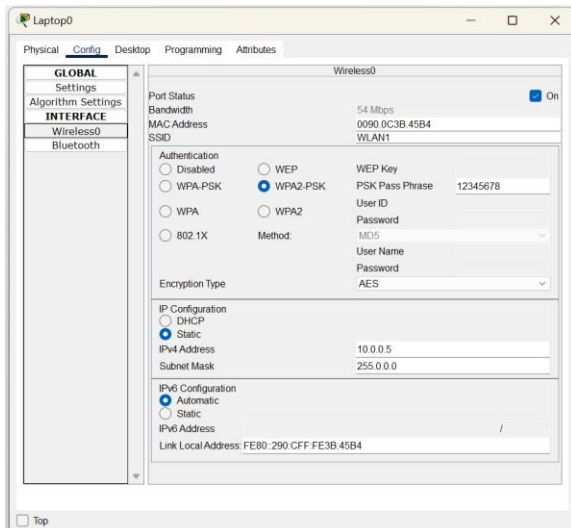 Laptop0
Physical Config Desktop Programming Attributes
GLOBAL
Settings
Algorithm Settings
INTERFACE
Wireless0
Bluetooth
Wireless0
Port Status On
Bandwidth 54 Mbps
MAC Address 0090.0C3B.45B4
SSID WLAN1
Authentication
Disabled WEP WEP Key
WPA-PSK WPA2-PSK PSK Pass Phrase 12345678
User ID
WPA WPA2 Password
802.1X Method: MD5
User Name
Password
Encryption Type AES
IP Configuration
DHCP
Static
IPv4 Address 10.0.0.5
Subnet Mask 255.0.0.0
IPv6 Configuration
Automatic
Static
IPv6 Address /
Link Local Address: FE80::290:CFF:FE3B:45B4
Top